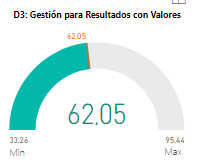 D3: Gestión para Resultados con Valores
62,05
62,05
33,26
95,44
Min
Max